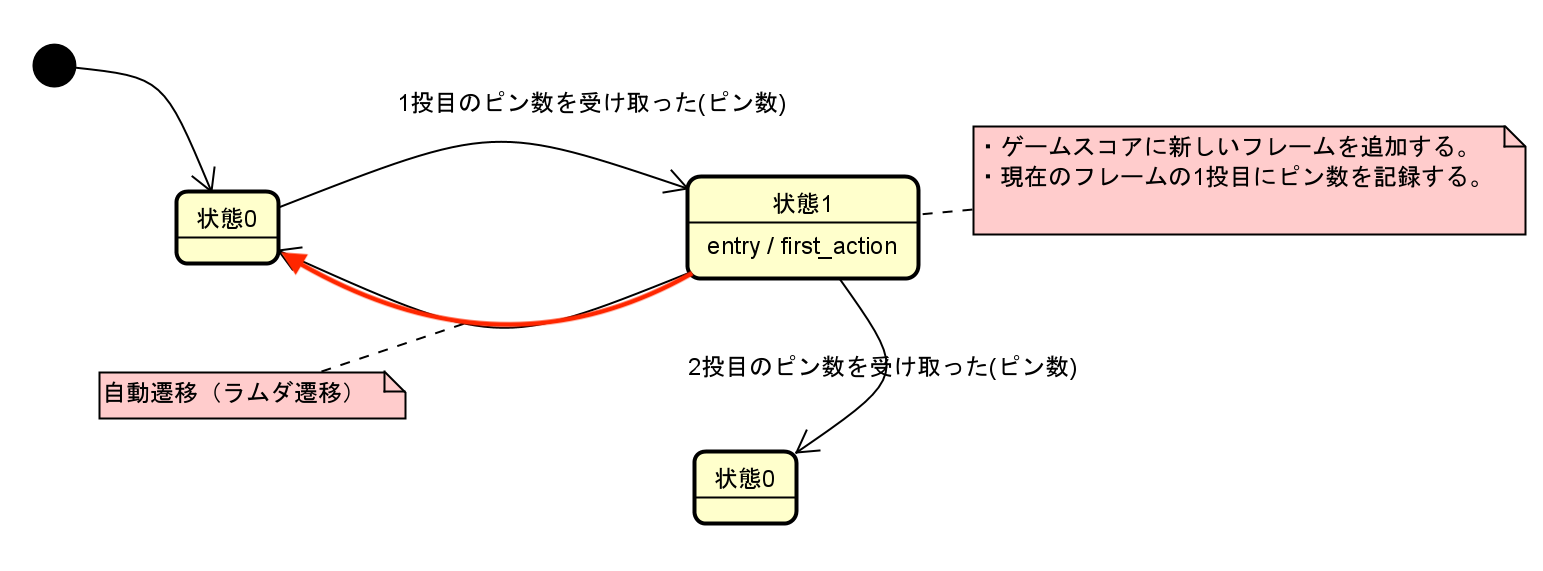 1投目のピン数を受け取った(ピン数)
・ゲームスコアに新しいフレームを追加する。
・現在のフレームの1投目にピン数を記録する。
状態0
状態1
entry / first_action
2投目のピン数を受け取った(ピン数)
自動遷移（ラムダ遷移）
状態0